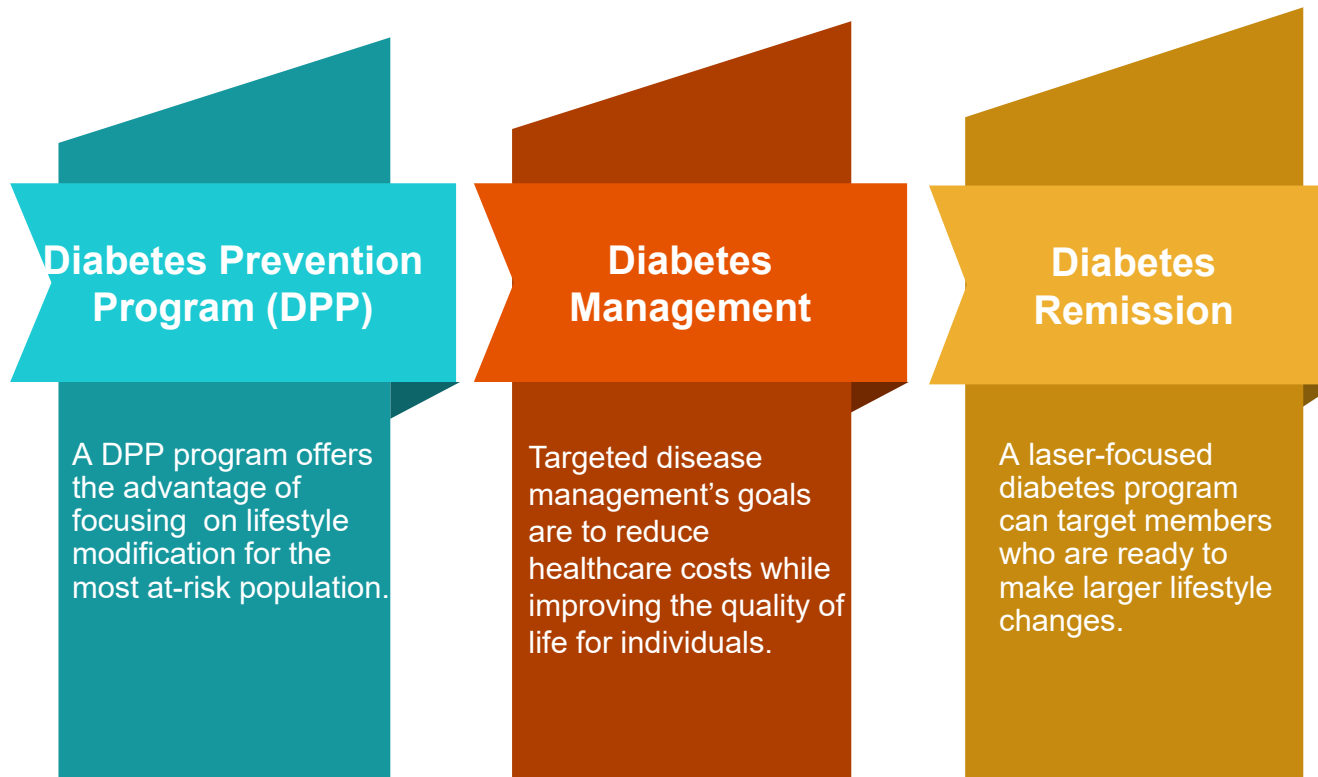 Diabetes Prevention
Program (DPP)
A DPP program offers
the advantage of
focusing  on lifestyle
modification for the
most at-risk population.
Diabetes
Management
Targeted disease
management’s goals
are to reduce
healthcare costs while
improving the quality of
life for individuals.
Diabetes
Remission
A laser-focused
diabetes program
can target members
who are ready to
make larger lifestyle
changes.